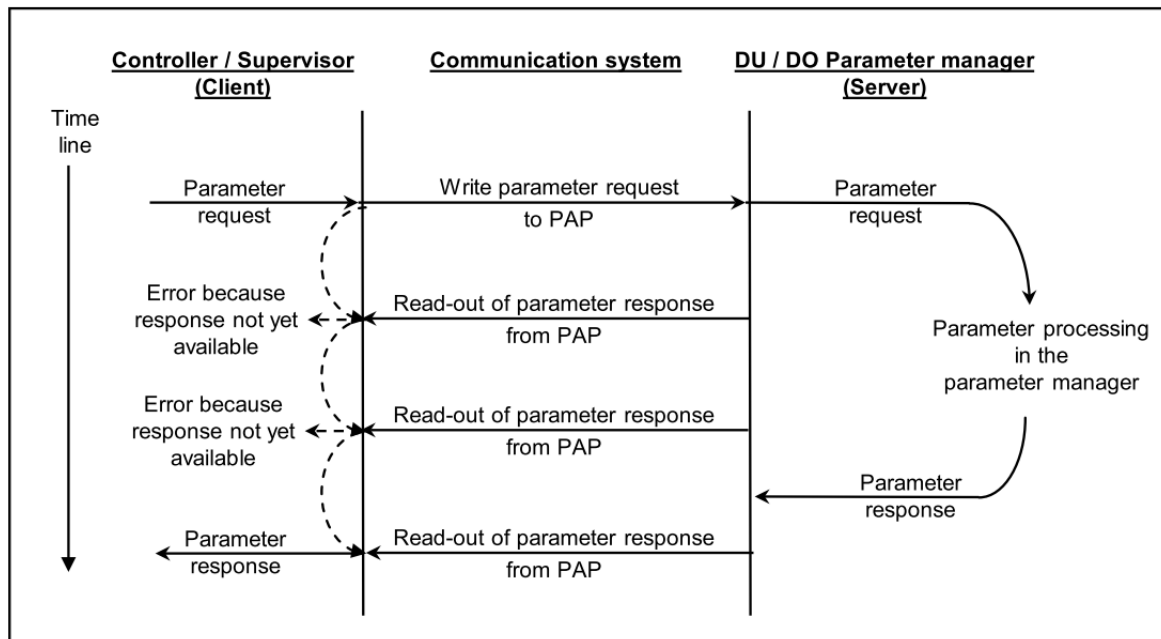 Controller / Supervisor
(Client)
Communication system
DU / DO Parameter manager
(Server)
Time
line
Parameter
request
Write parameter request
to PAP
Parameter
request
Error because
response not yet
available
Read-out of parameter response
from PAP
Parameter processing
in the
parameter manager
Error because
response not yet
available
Read-out of parameter response
from PAP
Parameter
response
Parameter
response
Read-out of parameter response
from PAP